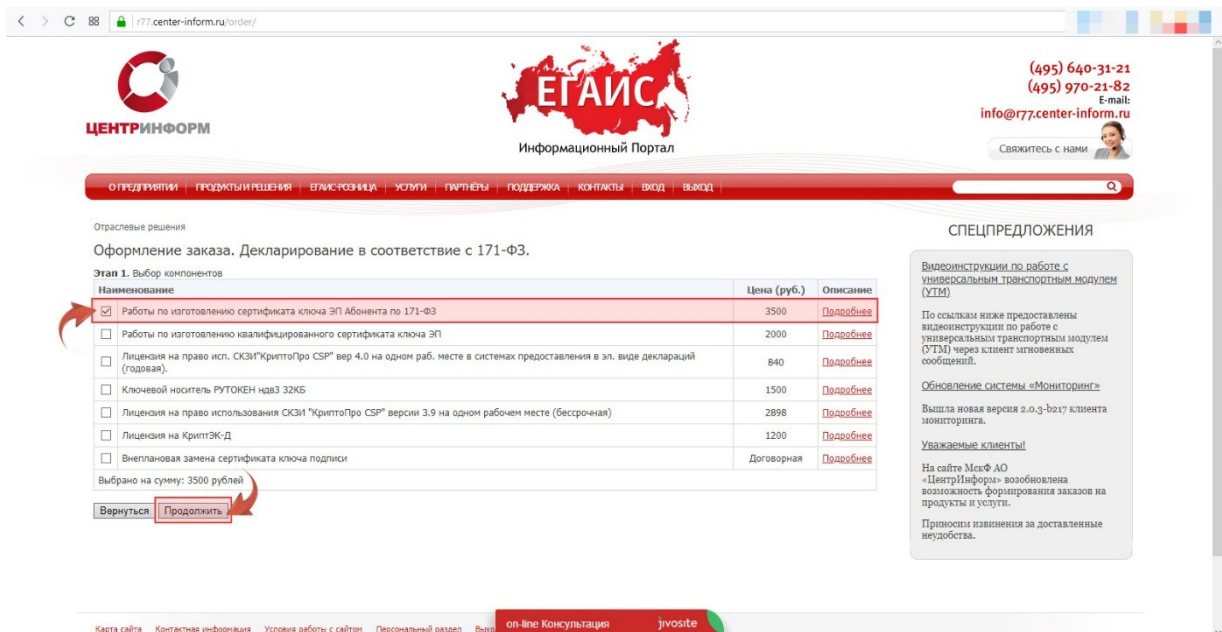 r77.center-inform.ru/order/
ЦЕНТРИНФОРМ
ЕГАИС
Информационный Портал
(495) 640-31-21
(495) 970-21-82
E-mail:
info@r77.center-inform.ru
Свяжитесь с нами
О ПРЕДПРИЯТИИ ПРОДУКТЫ И РЕШЕНИЯ ЕГАИС-РОЗНИЦА УСЛУГИ ПАРТНЁРЫ ПОДДЕРЖКА КОНТАКТЫ ВХОД ВЫХОД
Отраслевые решения
Оформление заказа. Декларирование в соответствие с 171-ФЗ.
Этап 1. Выбор компонентов
Наименование Цена (руб.) Описание
Работы по изготовлению сертификата ключа ЭП Абонента по 171-ФЗ 3500 Подробнее
Работы по изготовлению квалифицированного сертификата ключа ЭП 2000 Подробнее
Лицензия на право исп. СКЗИ"КриптоПро CSP" вер 4.0 на одном раб. месте в системах предоставления в эл. виде деклараций
(годовая). 840 Подробнее
Ключевой носитель РУТОКЕН ндв3 32КБ 1500 Подробнее
Лицензия на право использования СКЗИ "КриптоПро CSP" версии 3.9 на одном рабочем месте (бессрочная) 2898 Подробнее
Лицензия на КриптЭК-Д 1200 Подробнее
Внеплановая замена сертификата ключа подписи Договорная Подробнее
Выбрано на сумму: 3500 рублей
Вернуться Продолжить
СПЕЦПРЕДЛОЖЕНИЯ
Видеоинструкции по работе с
универсальным транспортным модулем
(УТМ)
По ссылкам ниже предоставлены
видеоинструкции по работе с
универсальным транспортным модулем
(УТМ) через клиент мгновенных
сообщений.
Обновление системы «Мониторинг»
Вышла новая версия 2.0.3-b217 клиента
мониторинга.
Уважаемые клиенты!
На сайте МскФ АО
«ЦентрИнформ» возобновлена
возможность формирования заказов на
продукты и услуги.
Приносим извинения за доставленные
неудобства.
Карта сайта Контактная информация Условия работы с сайтом Персональный раздел
on-line Консультация jivosite